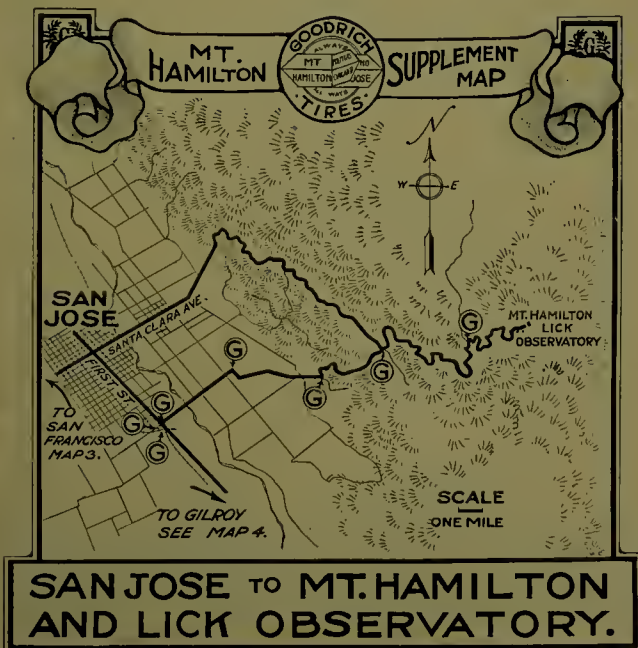 MT.
HAMILTON
GOODRICH
ALWAYS
MT
HAMILTON
JOSE
TIRES.
SUPPLEMENT
MAP
G
G
N
W
E
SAN
JOSE
SANTA CLARA AVE.
FIRST ST.
MT. HAMILTON
LICK
OBSERVATORY
G
G
G
G
G
G
G
TO
SAN
FRANCISCO
MAP 3.
TO GILROY
SEE MAP 4.
SCALE
ONE MILE
SAN JOSE TO MT. HAMILTON
AND LICK OBSERVATORY.